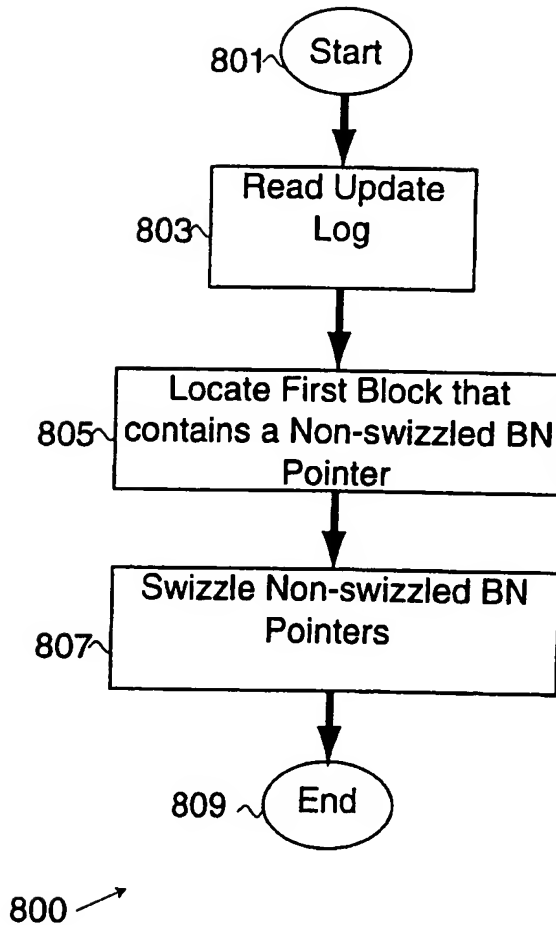 801
Start
Read Update
Log
803
Locate First Block that
contains a Non-swizzled BN
Pointer
805
Swizzle Non-swizzled BN
Pointers
807
End
809
800